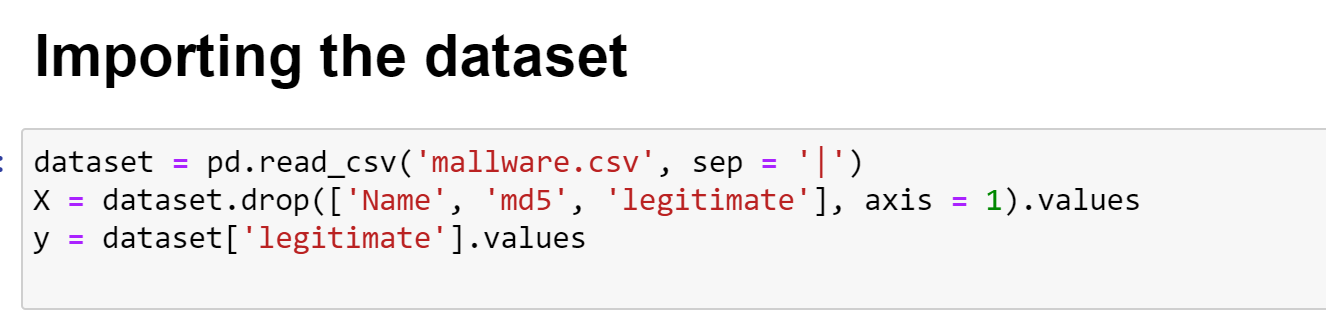 Importing the dataset
:
dataset = pd.read_csv('mallware.csv', sep = '|')
X = dataset.drop(['Name', 'md5', 'legitimate'], axis = 1).values
y = dataset['legitimate'].values